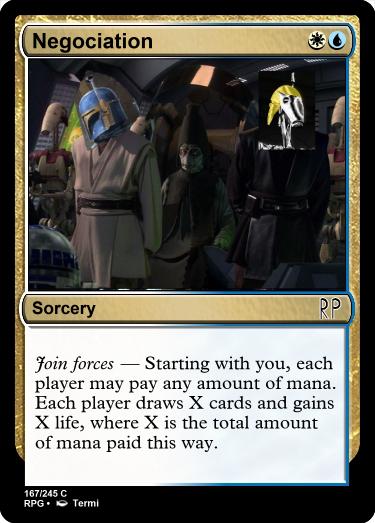 Negociation
Sorcery
RP
Join forces — Starting with you, each
player may pay any amount of mana.
Each player draws X cards and gains
X life, where X is the total amount
of mana paid this way.
167/245 C
RPG • Termi